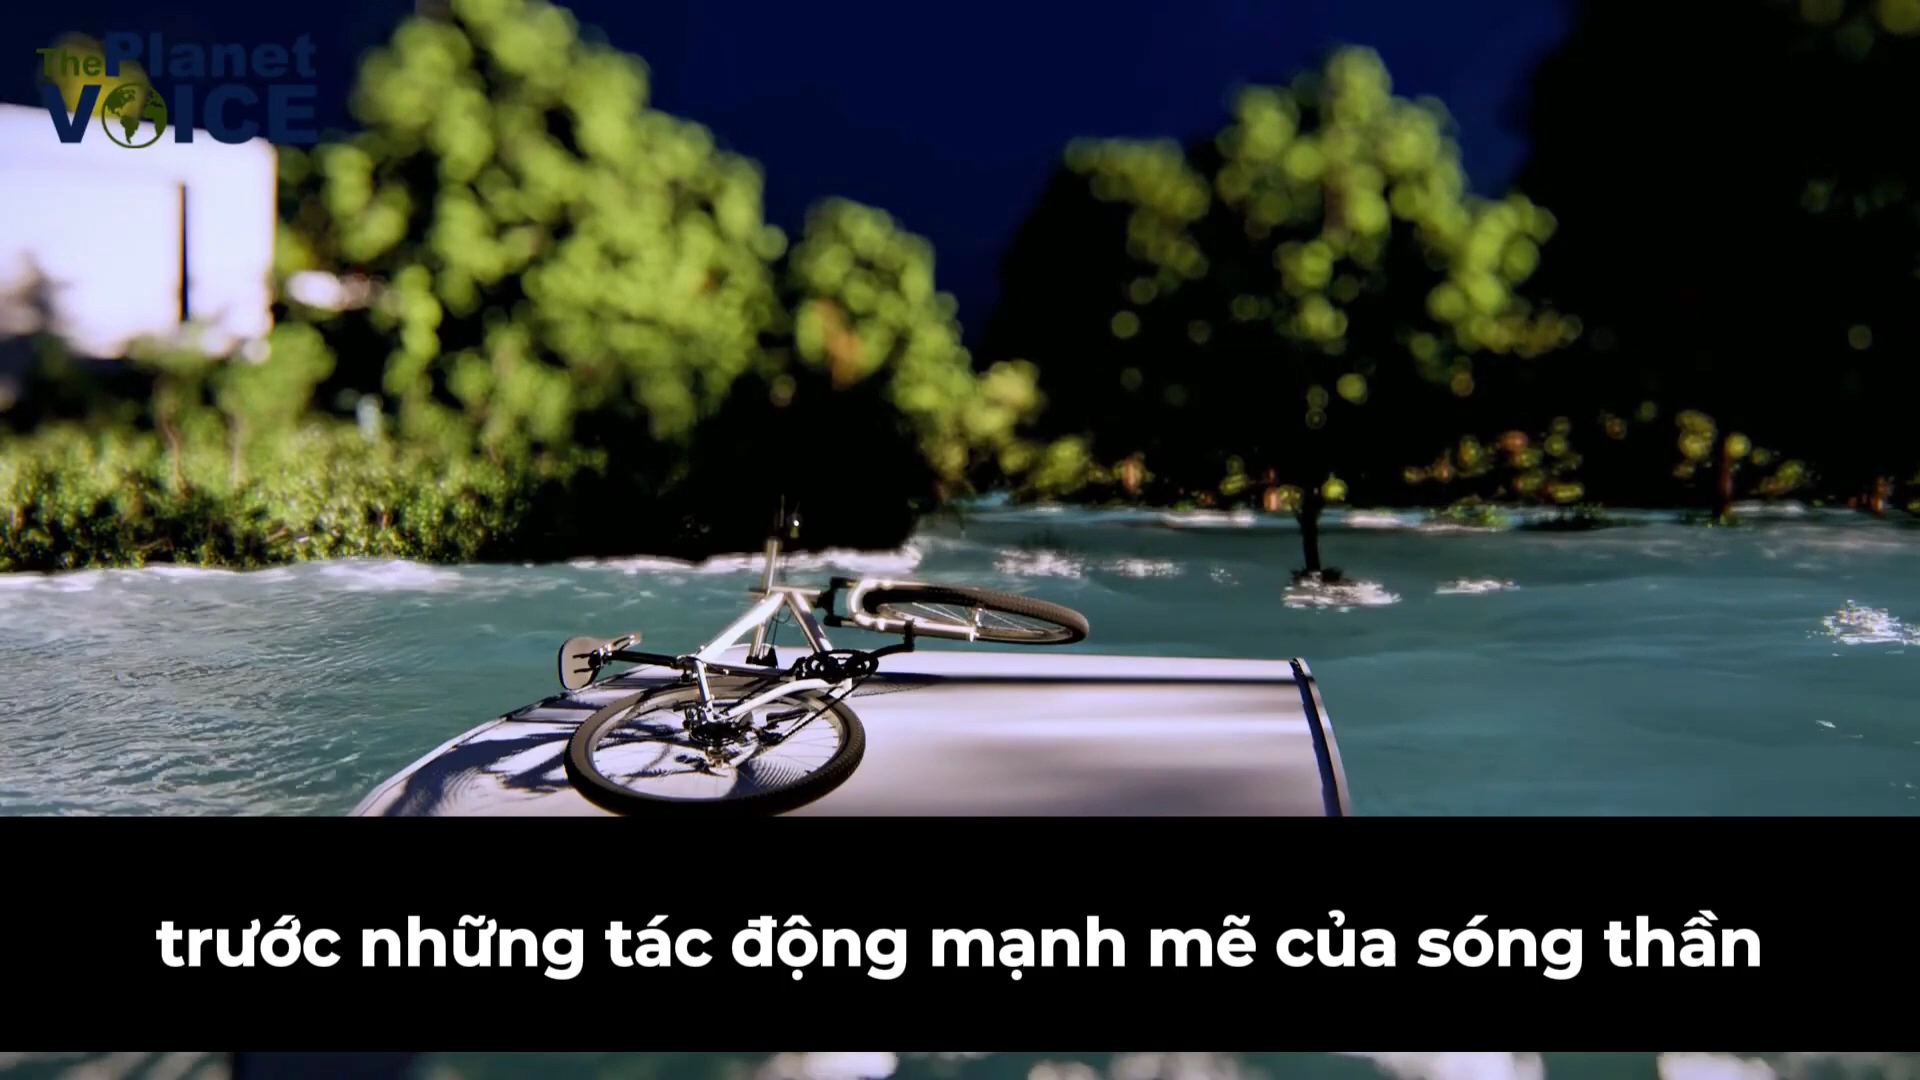 The Planet
VOICE
trước những tác động mạnh mẽ của sóng thần